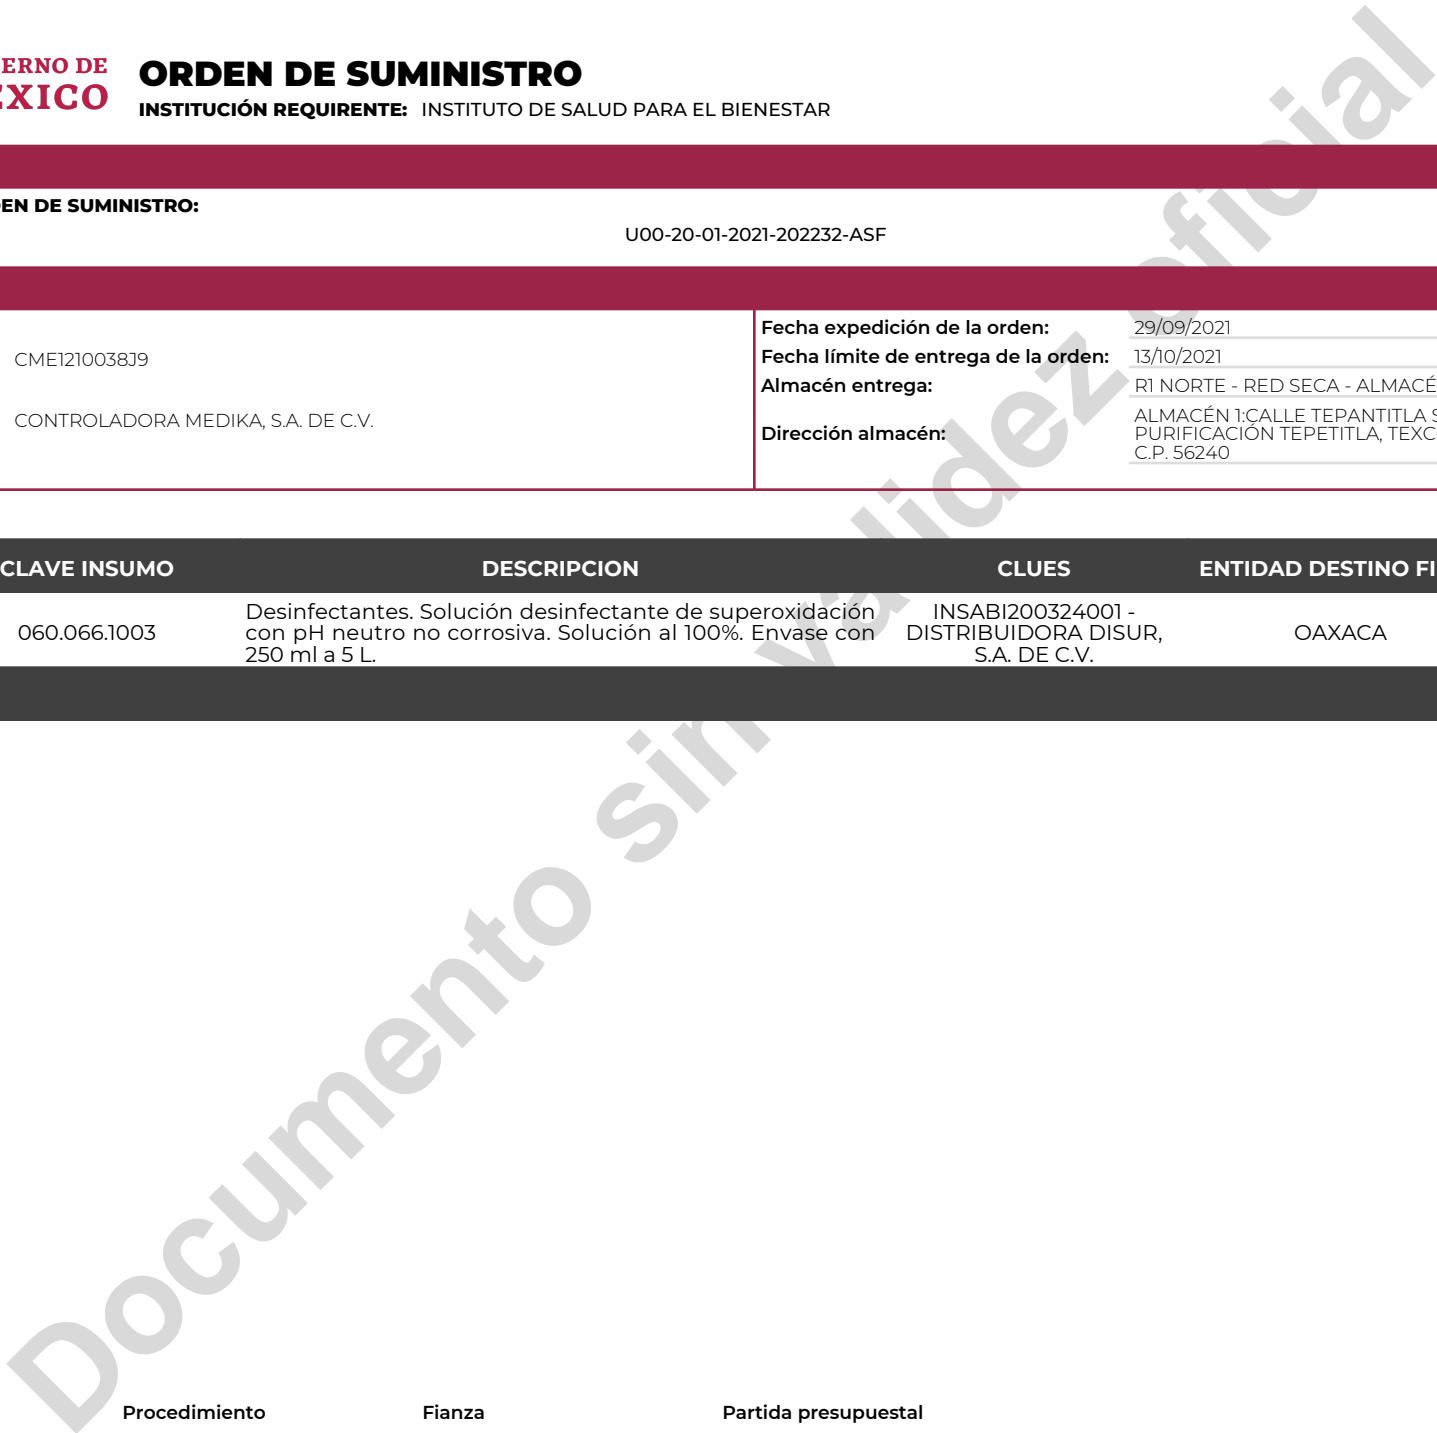 ERNO DE
EXICO
ORDEN DE SUMINISTRO
INSTITUCIÓN REQUIRENTE: INSTITUTO DE SALUD PARA EL BIENESTAR
EN DE SUMINISTRO:
U00-20-01-2021-202232-ASF
CME1210038J9
CONTROLADORA MEDIKA, S.A. DE C.V.
Fecha expedición de la orden: 29/09/2021
Fecha límite de entrega de la orden: 13/10/2021
Almacén entrega: R1 NORTE - RED SECA - ALMACÉ
Dirección almacén:
ALMACÉN 1:CALLE TEPANTITLA S
PURIFICACIÓN TEPETITLA, TEXC
C.P. 56240
CLAVE INSUMO DESCRIPCION CLUES ENTIDAD DESTINO FI
060.066.1003
Desinfectantes. Solución desinfectante de superoxidación
con pH neutro no corrosiva. Solución al 100%. Envase con
250 ml a 5 L.
INSABI200324001 -
DISTRIBUIDORA DISUR,
S.A. DE C.V.
OAXACA
Documento sin validez oficial
Procedimiento Fianza Partida presupuestal